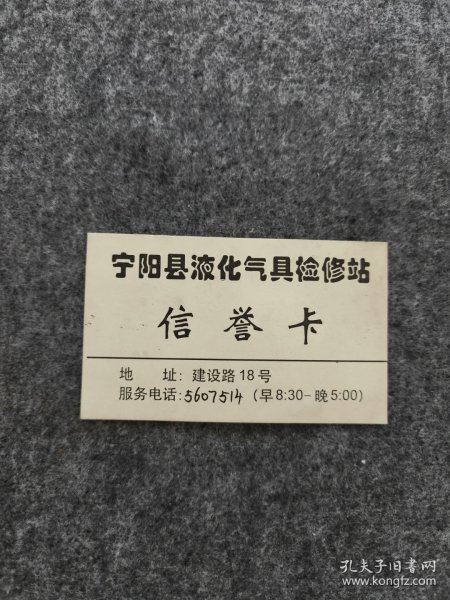 宁阳县液化气具检修站
信誉卡
地 址: 建设路18号
服务电话:5607514 (早8:30-晚5:00)
孔夫子旧书网
www.kongfz.com